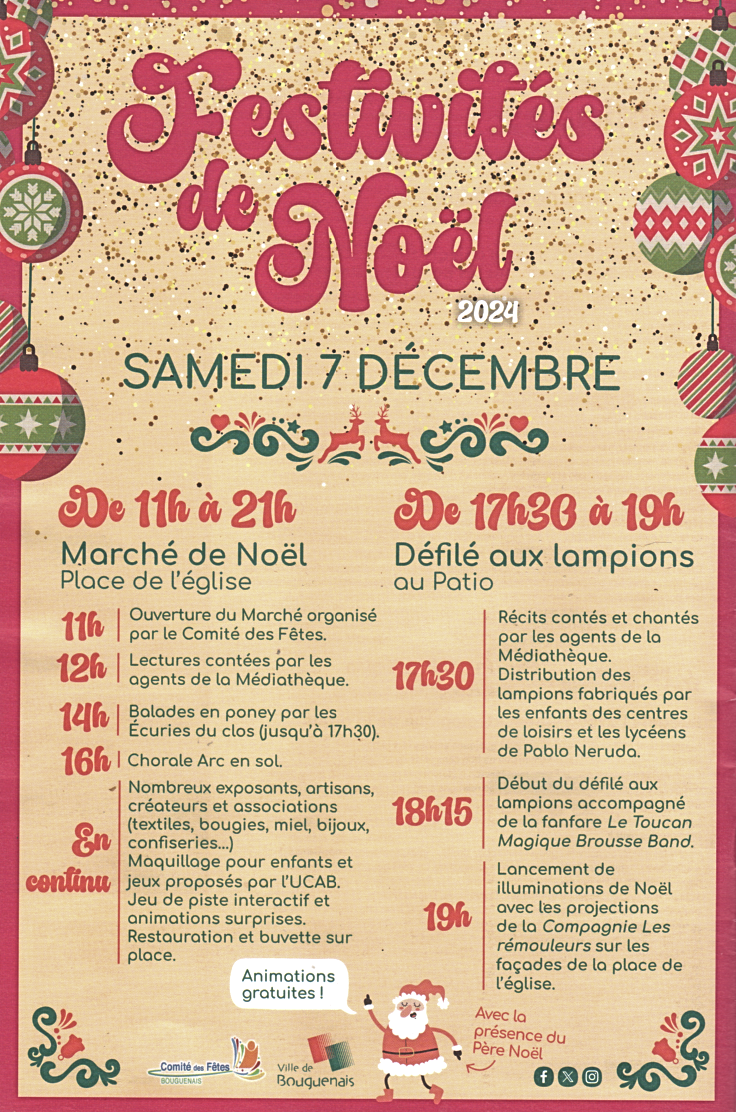 Festivités
de Noël
2024
SAMEDI 7 DÉCEMBRE
De 11h à 21h
Marché de Noël
Place de l'église
11h
Ouverture du Marché organisé
par le Comité des Fêtes.
12h
Lectures contées par les
agents de la Médiathèque.
14h
Balades en poney par les
Écuries du clos (jusqu'à 17h30).
16h
Chorale Arc en sol.
En
continu
Nombreux exposants, artisans,
créateurs et associations
(textiles, bougies, miel, bijoux,
confiseries...)
Maquillage pour enfants et
jeux proposés par l'UCAB.
Jeu de piste interactif et
animations surprises.
Restauration et buvette sur
place.
De 17h30 à 19h
Défilé aux lampions
au Patio
17h30
Récits contés et chantés
par les agents de la
Médiathèque.
Distribution des
lampions fabriqués par
les enfants des centres
de loisirs et les lycéens
de Pablo Neruda.
18h15
Début du défilé aux
lampions accompagné
de la fanfare Le Toucan
Magique Brousse Band.
19h
Lancement de
illuminations de Noël
avec les projections
de la Compagnie Les
rémouleurs sur les
façades de la place de
l'église.
Animations
gratuites !
Avec la
présence du
Père Noël
Comité des Fêtes
BOUGUENAIS
Ville de
Bouguenais